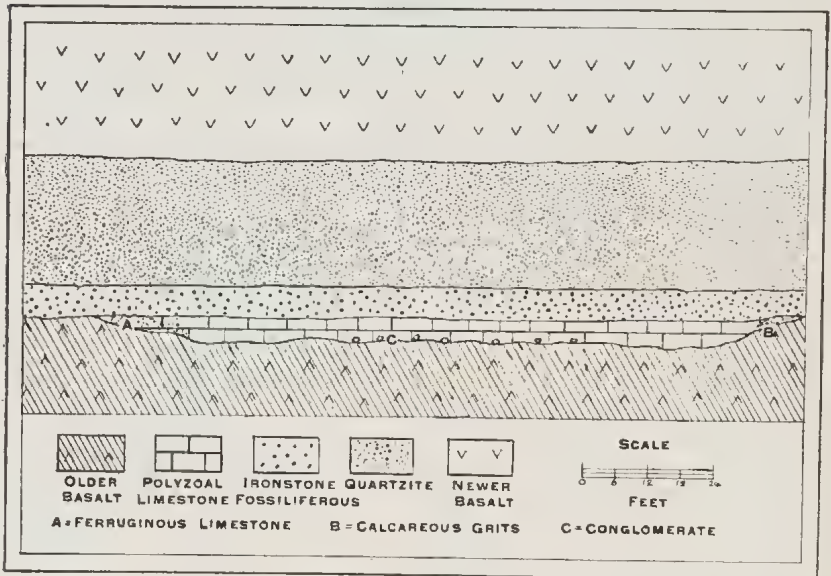 A
B
C
OLDER BASALT
POLYZOAL LIMESTONE
IRONSTONE FOSSILIFEROUS
QUARTZITE
NEWER BASALT
SCALE
0 6 12 18 24
FEET
A=FERRUGINOUS LIMESTONE B=CALCAREOUS GRITS C=CONGLOMERATE